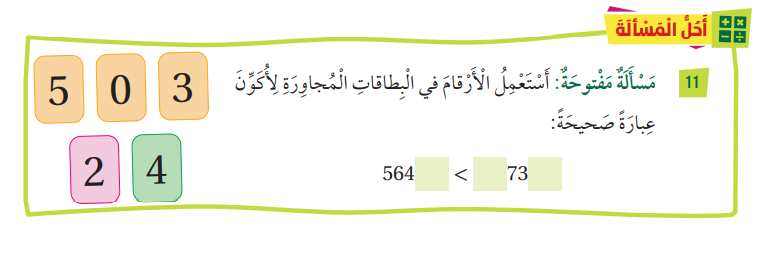 أَحُلُّ الْمَسْأَلَةَ
11 مَسْأَلَةٌ مَفْتوحَةٌ: أَسْتَعْمِلُ الْأَرْقامَ في الْبِطاقاتِ الْمُجاوِرَةِ لِأُكَوِّنَ
عِبارَةً صَحيحَةً:
564 < 73
5 0 3
2 4